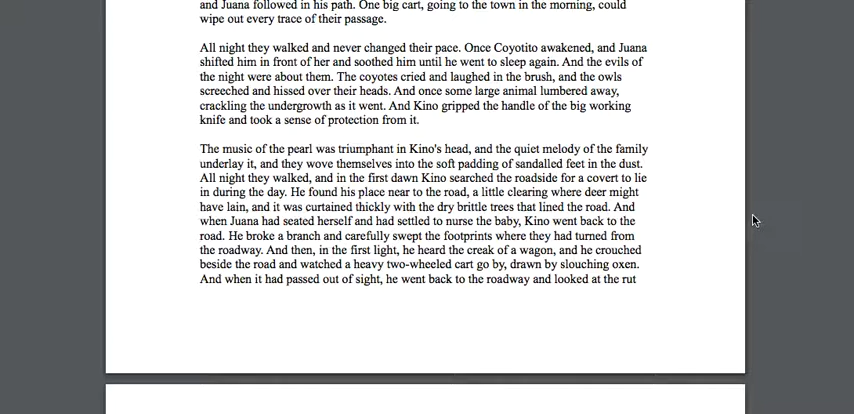 and Juana followed in his path. One big cart, going to the town in the morning, could
wipe out every trace of their passage.
All night they walked and never changed their pace. Once Coyotito awakened, and Juana
shifted him in front of her and soothed him until he went to sleep again. And the evils of
the night were about them. The coyotes cried and laughed in the brush, and the owls
screeched and hissed over their heads. And once some large animal lumbered away,
crackling the undergrowth as it went. And Kino gripped the handle of the big working
knife and took a sense of protection from it.
The music of the pearl was triumphant in Kino's head, and the quiet melody of the family
underlay it, and they wove themselves into the soft padding of sandalled feet in the dust.
All night they walked, and in the first dawn Kino searched the roadside for a covert to lie
in during the day. He found his place near to the road, a little clearing where deer might
have lain, and it was curtained thickly with the dry brittle trees that lined the road. And
when Juana had seated herself and had settled to nurse the baby, Kino went back to the
road. He broke a branch and carefully swept the footprints where they had turned from
the roadway. And then, in the first light, he heard the creak of a wagon, and he crouched
beside the road and watched a heavy two-wheeled cart go by, drawn by slouching oxen.
And when it had passed out of sight, he went back to the roadway and looked at the rut